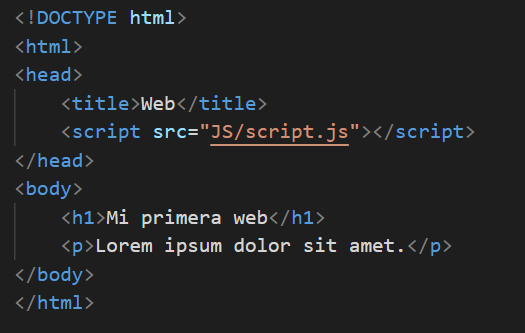 <!DOCTYPE html>
<html>
<head>
<title>Web</title>
<script src="JS/script.js"></script>
</head>
<body>
<h1>Mi primera web</h1>
<p>Lorem ipsum dolor sit amet.</p>
</body>
</html>